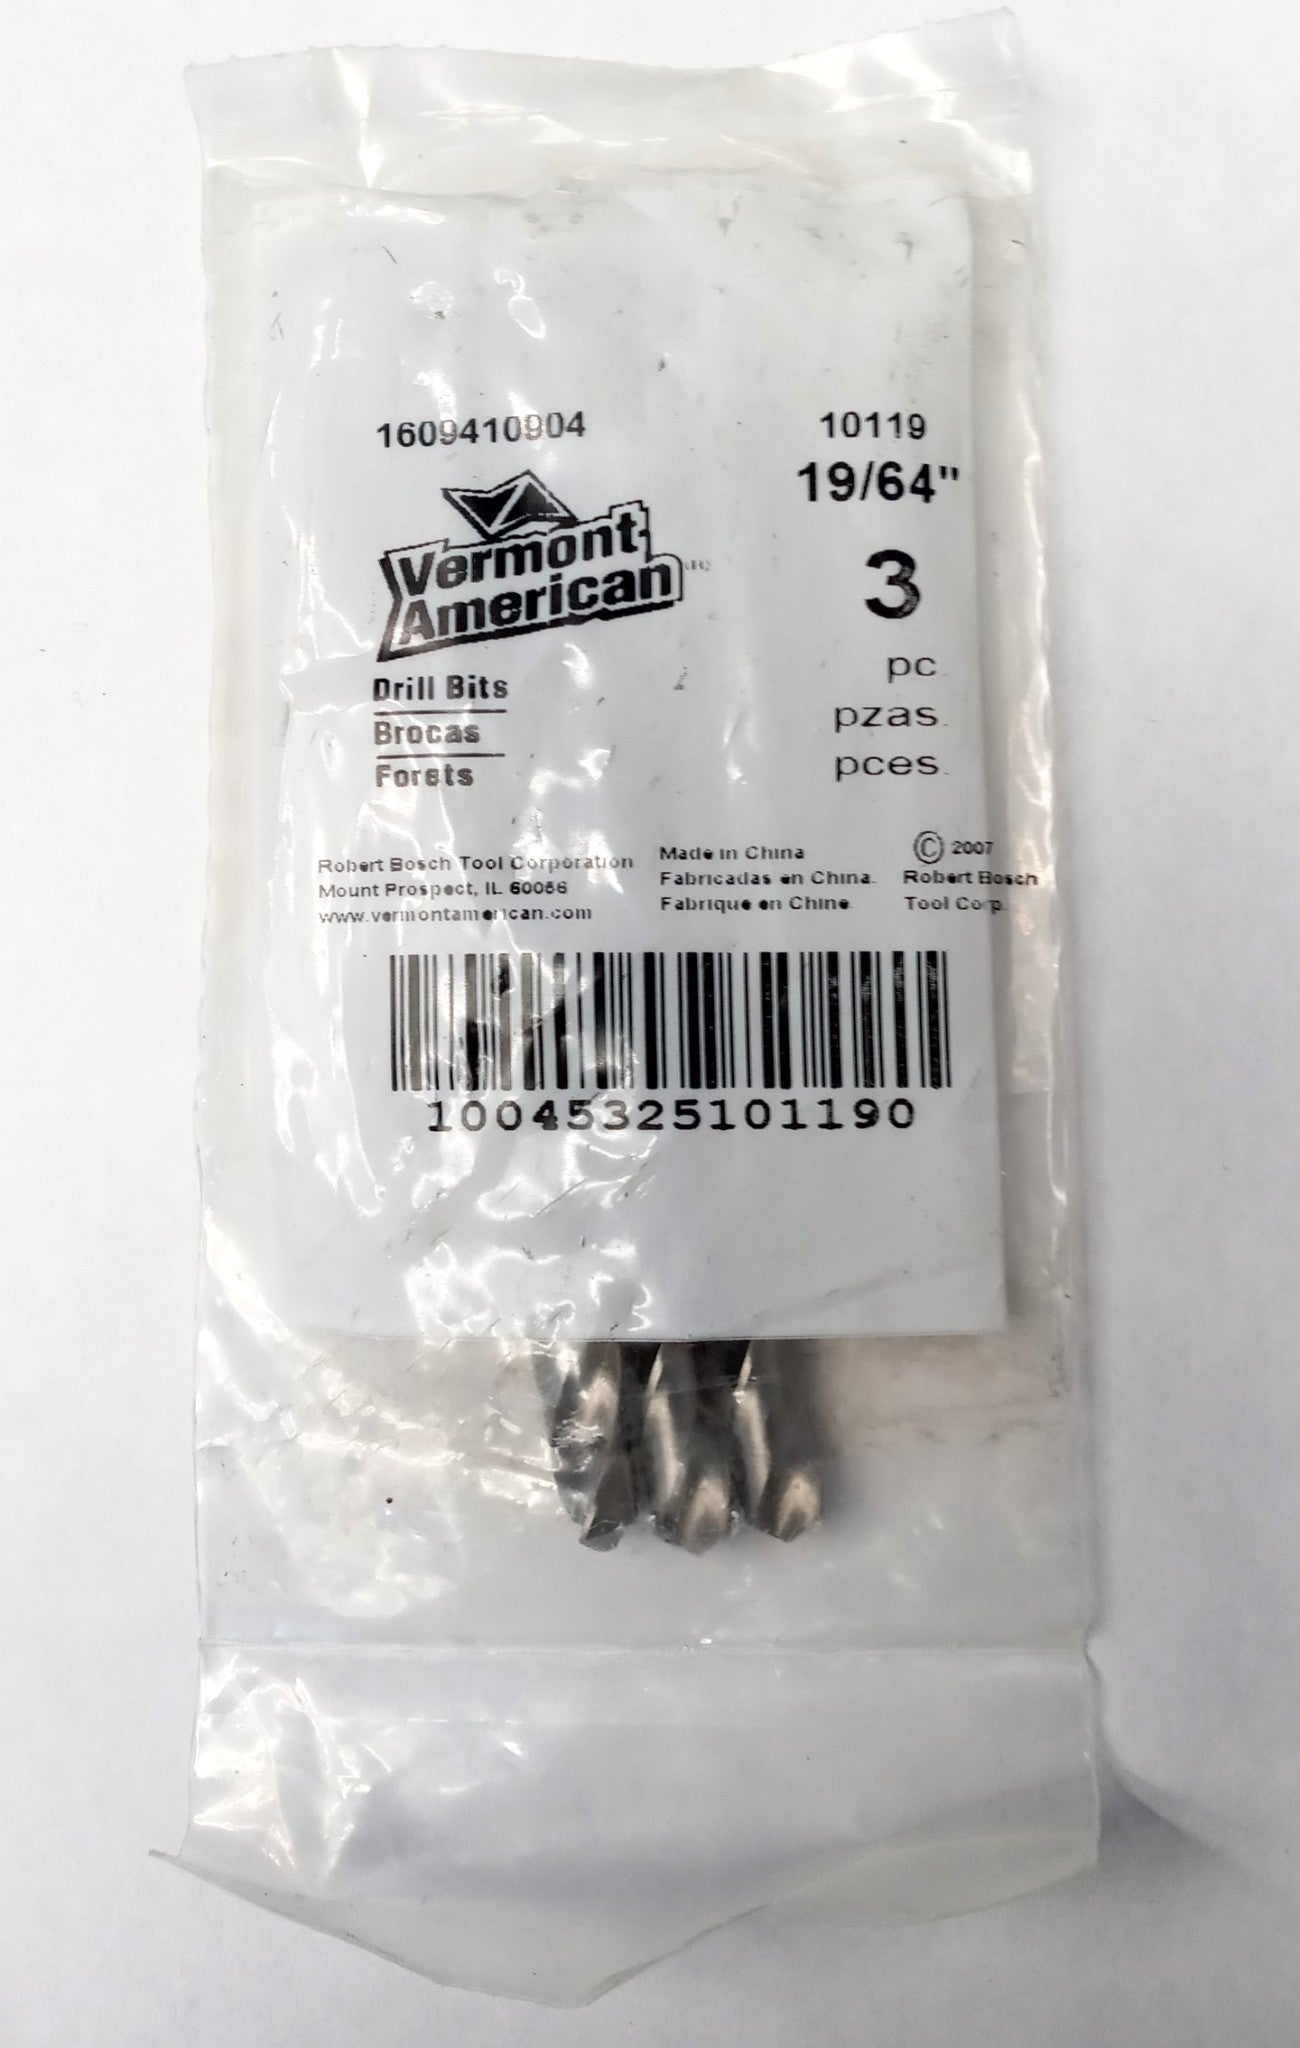 1609410904
10119
19/64"
Vermont
American
3
pc.
pzas.
pces.
Drill Bits
Brocas
Forets
Robert Bosch Tool Corporation
Mount Prospect, IL 60056
www.vermontamerican.com
Made in China
Fabricadas en China.
Fabrique en Chine.
© 2007
Robert Bosch
Tool Corp.
10045325101190